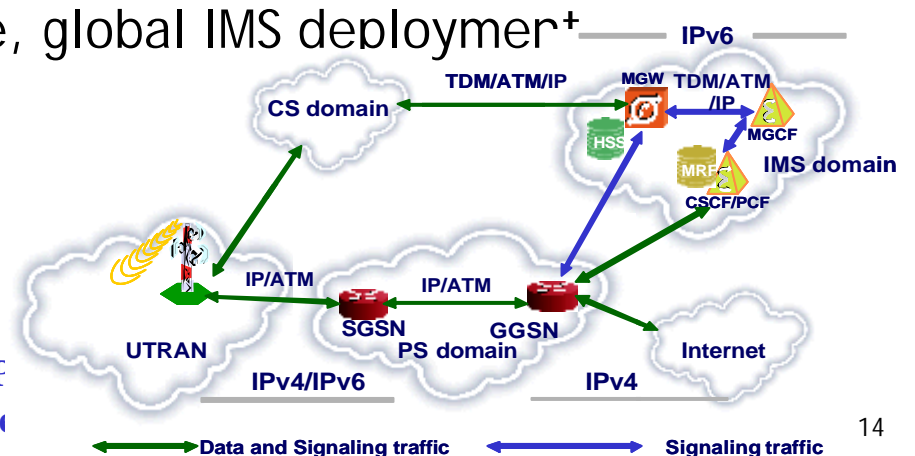 e, global IMS deployment
IPv6
TDM/ATM/IP
MGW
TDM/ATM
/IP
CS domain
HSS
MGCF
MRF
IMS domain
CSCF/PCF
IP/ATM
IP/ATM
SGSN
GGSN
UTRAN
PS domain
Internet
IPv4/IPv6
IPv4
Data and Signaling traffic
Signaling traffic
14